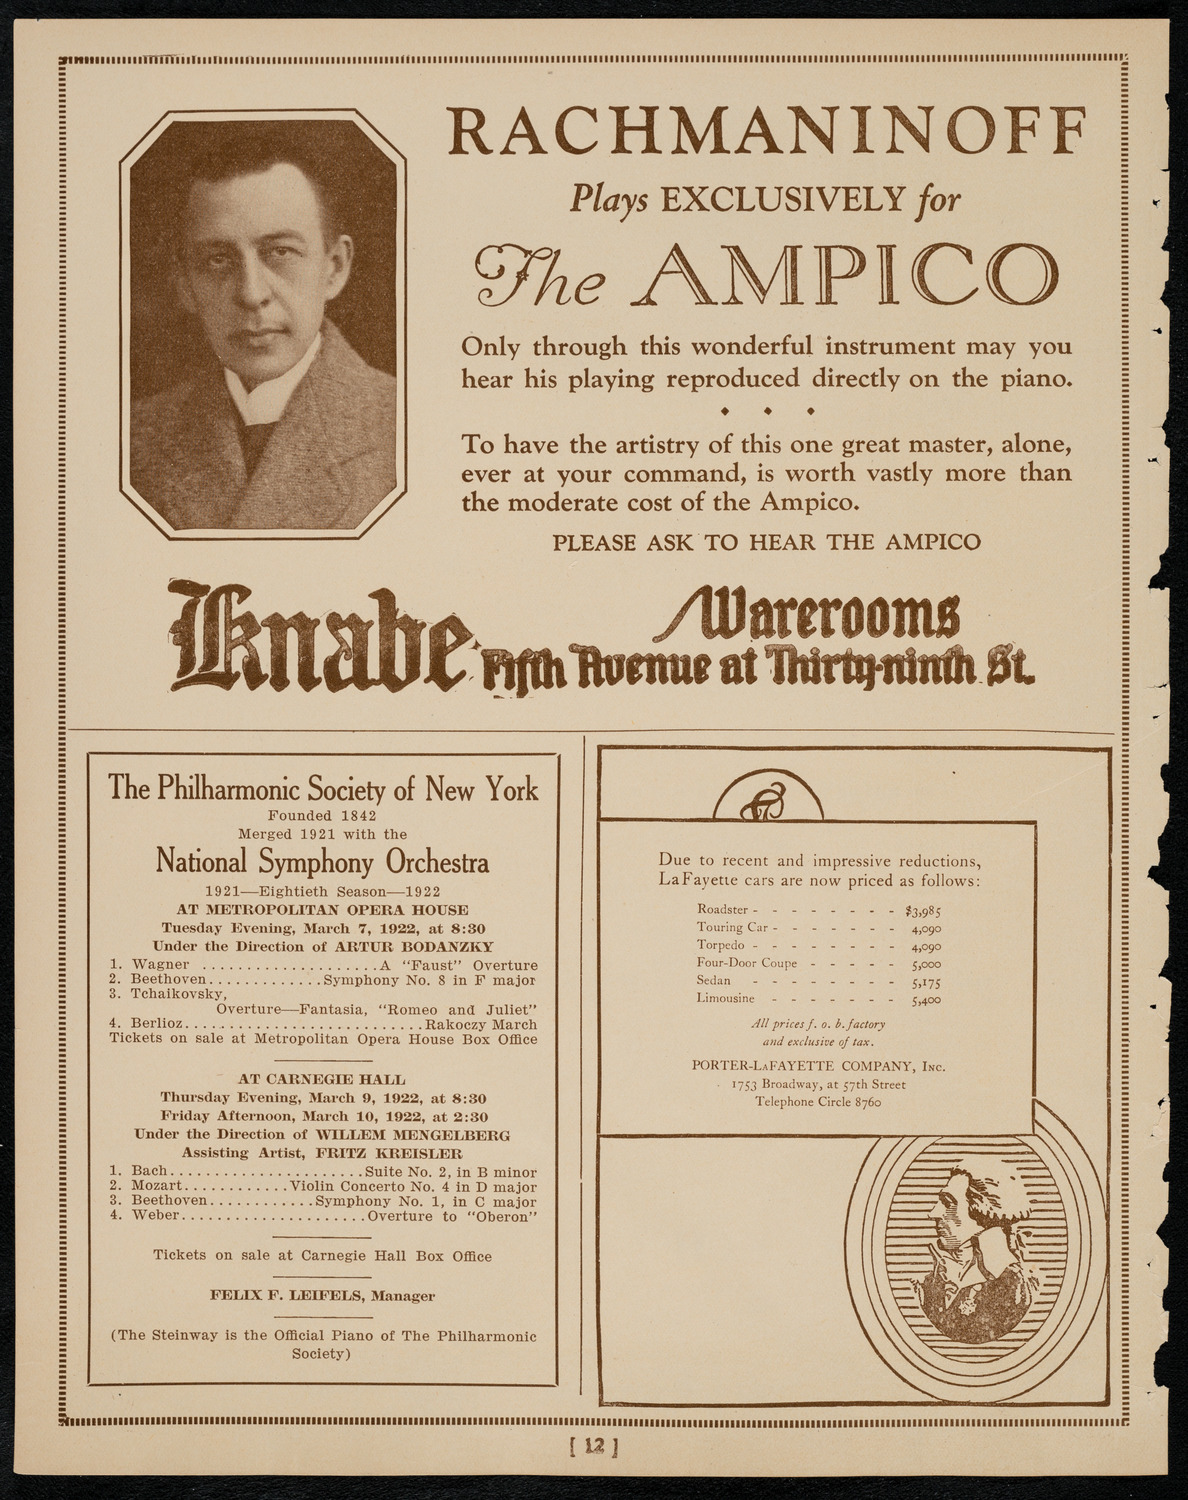 RACHMANINOFF
Plays EXCLUSIVELY for
The AMPICO
Only through this wonderful instrument may you
hear his playing reproduced directly on the piano.
To have the artistry of this one great master, alone,
ever at your command, is worth vastly more than
the moderate cost of the Ampico.
PLEASE ASK TO HEAR THE AMPICO
Knabe Warerooms
Fifth Avenue at Thirty-ninth St.
The Philharmonic Society of New York
Founded 1842
Merged 1921 with the
National Symphony Orchestra
1921—Eightieth Season—1922
AT METROPOLITAN OPERA HOUSE
Tuesday Evening, March 7, 1922, at 8:30
Under the Direction of ARTUR BODANZKY
1. Wagner ....................A "Faust" Overture
2. Beethoven.............Symphony No. 8 in F major
3. Tchaikovsky,
Overture—Fantasia, "Romeo and Juliet"
4. Berlioz...........................Rakoczy March
Tickets on sale at Metropolitan Opera House Box Office
AT CARNEGIE HALL
Thursday Evening, March 9, 1922, at 8:30
Friday Afternoon, March 10, 1922, at 2:30
Under the Direction of WILLEM MENGELBERG
Assisting Artist, FRITZ KREISLER
1. Bach......................Suite No. 2, in B minor
2. Mozart............Violin Concerto No. 4 in D major
3. Beethoven............Symphony No. 1, in C major
4. Weber.....................Overture to "Oberon"
Tickets on sale at Carnegie Hall Box Office
FELIX F. LEIFELS, Manager
(The Steinway is the Official Piano of The Philharmonic
Society)
Due to recent and impressive reductions,
LaFayette cars are now priced as follows:
Roadster - - - - - - - - $3,985
Touring Car - - - - - - - 4,090
Torpedo - - - - - - - - 4,090
Four-Door Coupe - - - - - 5,000
Sedan - - - - - - - - 5,175
Limousine - - - - - - - 5,400
All prices f. o. b. factory
and exclusive of tax.
PORTER-LAFAYETTE COMPANY, Inc.
1753 Broadway, at 57th Street
Telephone Circle 8760
[ 12 ]